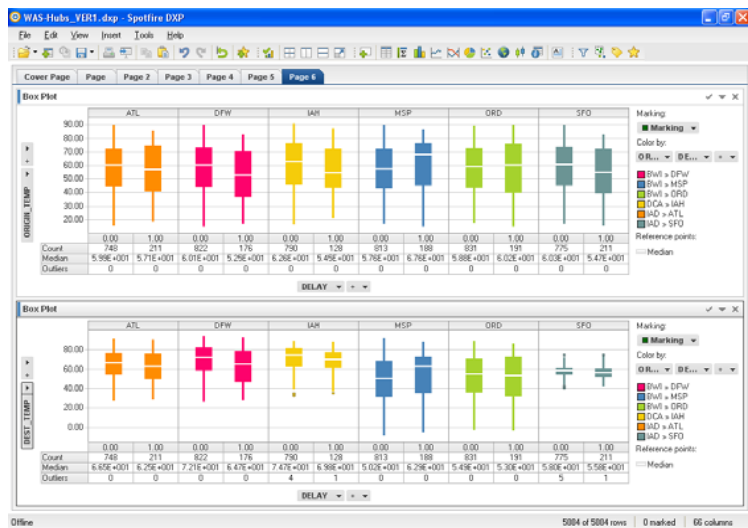 WAS-Hubs_VER1.dxp - Spotfire DXP
File Edit View Insert Tools Help
Cover Page Page Page 2 Page 3 Page 4 Page 5 Page 6
Box Plot
ATL DFW IAH MSP ORD SFO
90.00
80.00
70.00
60.00
50.00
40.00
30.00
20.00
ORIGIN_TEMP
0.00 1.00 0.00 1.00 0.00 1.00 0.00 1.00 0.00 1.00 0.00 1.00
Count 748 211 822 176 790 128 813 188 831 191 775 211
Median 5.99E+001 5.71E+001 6.01E+001 5.25E+001 6.26E+001 5.45E+001 5.76E+001 6.76E+001 5.88E+001 6.02E+001 6.03E+001 5.47E+001
Outliers 0 0 0 0 0 0 0 0 0 0 0 0
DELAY
Marking:
Marking
Color by:
OR... DE...
BWI » DFW
BWI » MSP
BWI » ORD
DCA » IAH
IAD » ATL
IAD » SFO
Reference points:
Median
Box Plot
ATL DFW IAH MSP ORD SFO
80.00
60.00
40.00
20.00
0.00
DEST_TEMP
0.00 1.00 0.00 1.00 0.00 1.00 0.00 1.00 0.00 1.00 0.00 1.00
Count 748 211 822 176 790 128 813 188 831 191 775 211
Median 6.65E+001 6.25E+001 7.21E+001 6.47E+001 7.47E+001 6.98E+001 5.02E+001 6.29E+001 5.49E+001 5.30E+001 5.80E+001 5.58E+001
Outliers 0 0 0 0 4 1 0 0 0 0 5 1
DELAY
Marking:
Marking
Color by:
OR... DE...
BWI » DFW
BWI » MSP
BWI » ORD
DCA » IAH
IAD » ATL
IAD » SFO
Reference points:
Median
Offline 5004 of 5004 rows 0 marked 66 columns